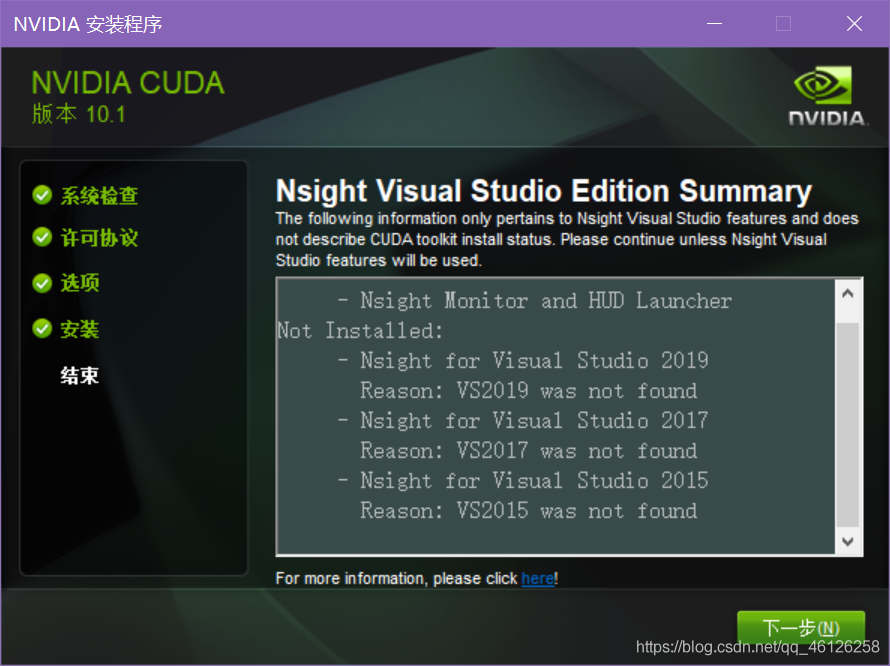 NVIDIA 安装程序
NVIDIA CUDA
版本 10.1
NVIDIA.
系统检查
许可协议
选项
安装
结束
Nsight Visual Studio Edition Summary
The following information only pertains to Nsight Visual Studio features and does
not describe CUDA toolkit install status. Please continue unless Nsight Visual
Studio features will be used.
- Nsight Monitor and HUD Launcher
Not Installed:
- Nsight for Visual Studio 2019
Reason: VS2019 was not found
- Nsight for Visual Studio 2017
Reason: VS2017 was not found
- Nsight for Visual Studio 2015
Reason: VS2015 was not found
For more information, please click here!
下一步(N)
https://blog.csdn.net/qq_46126258